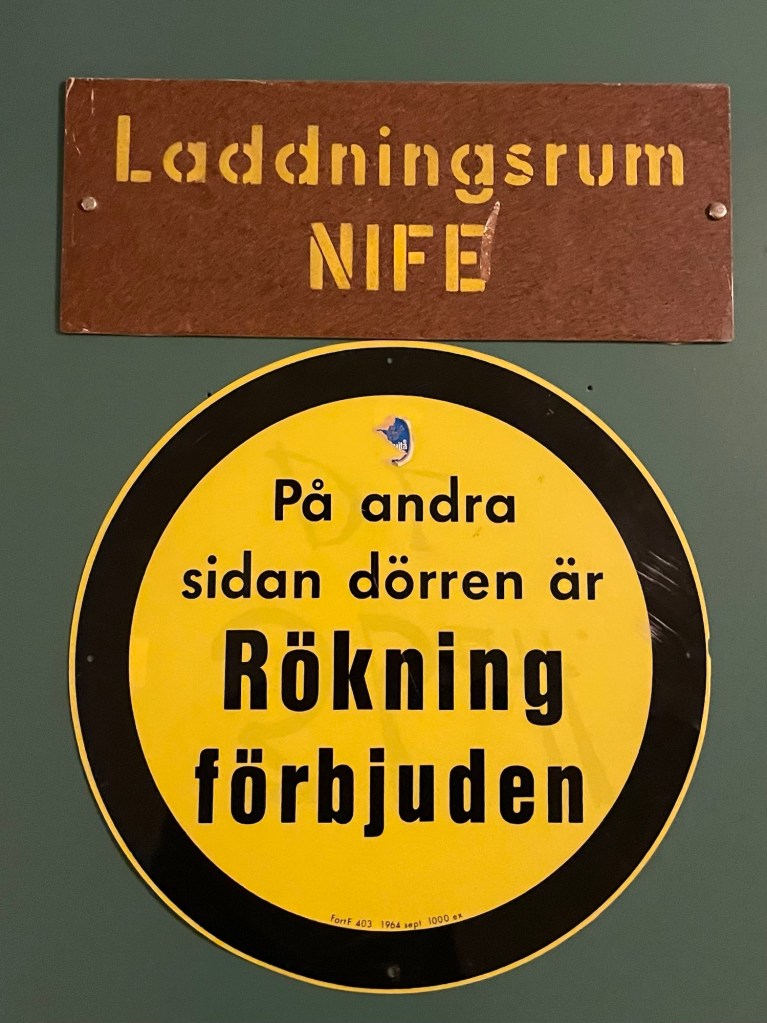 Laddningsrum
NIFE
På andra
sidan dörren är
Rökning
förbjuden
FortF 403 1964 sept 1000 ex